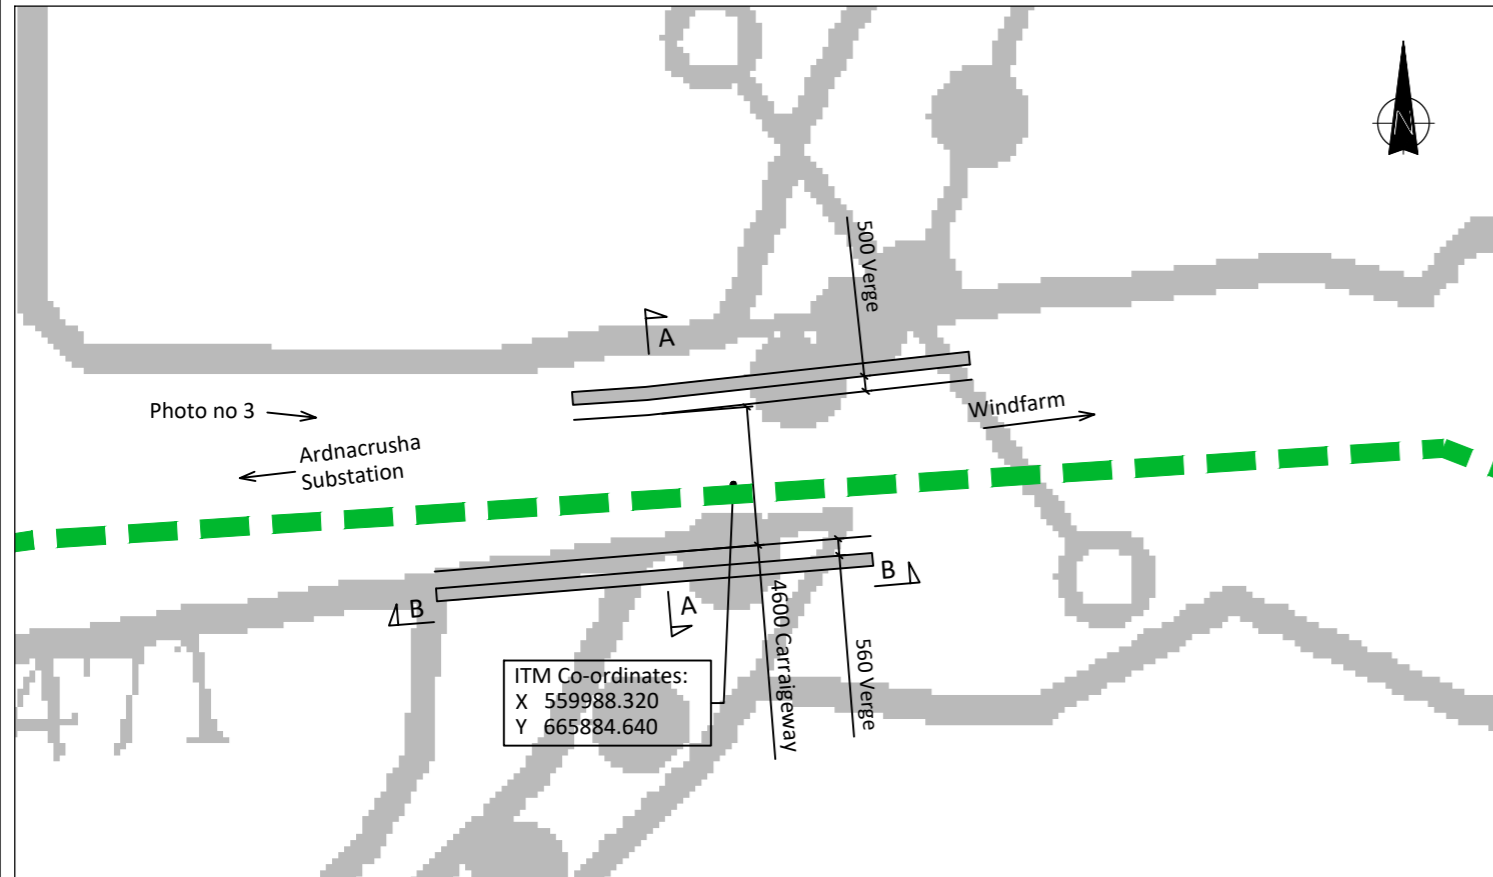 N
500 Verge
A
Photo no 3
Windfarm
Ardnacrusha
Substation
B
B
A
4600 Carraigeway
560 Verge
ITM Co-ordinates:
X 559988.320
Y 665884.640